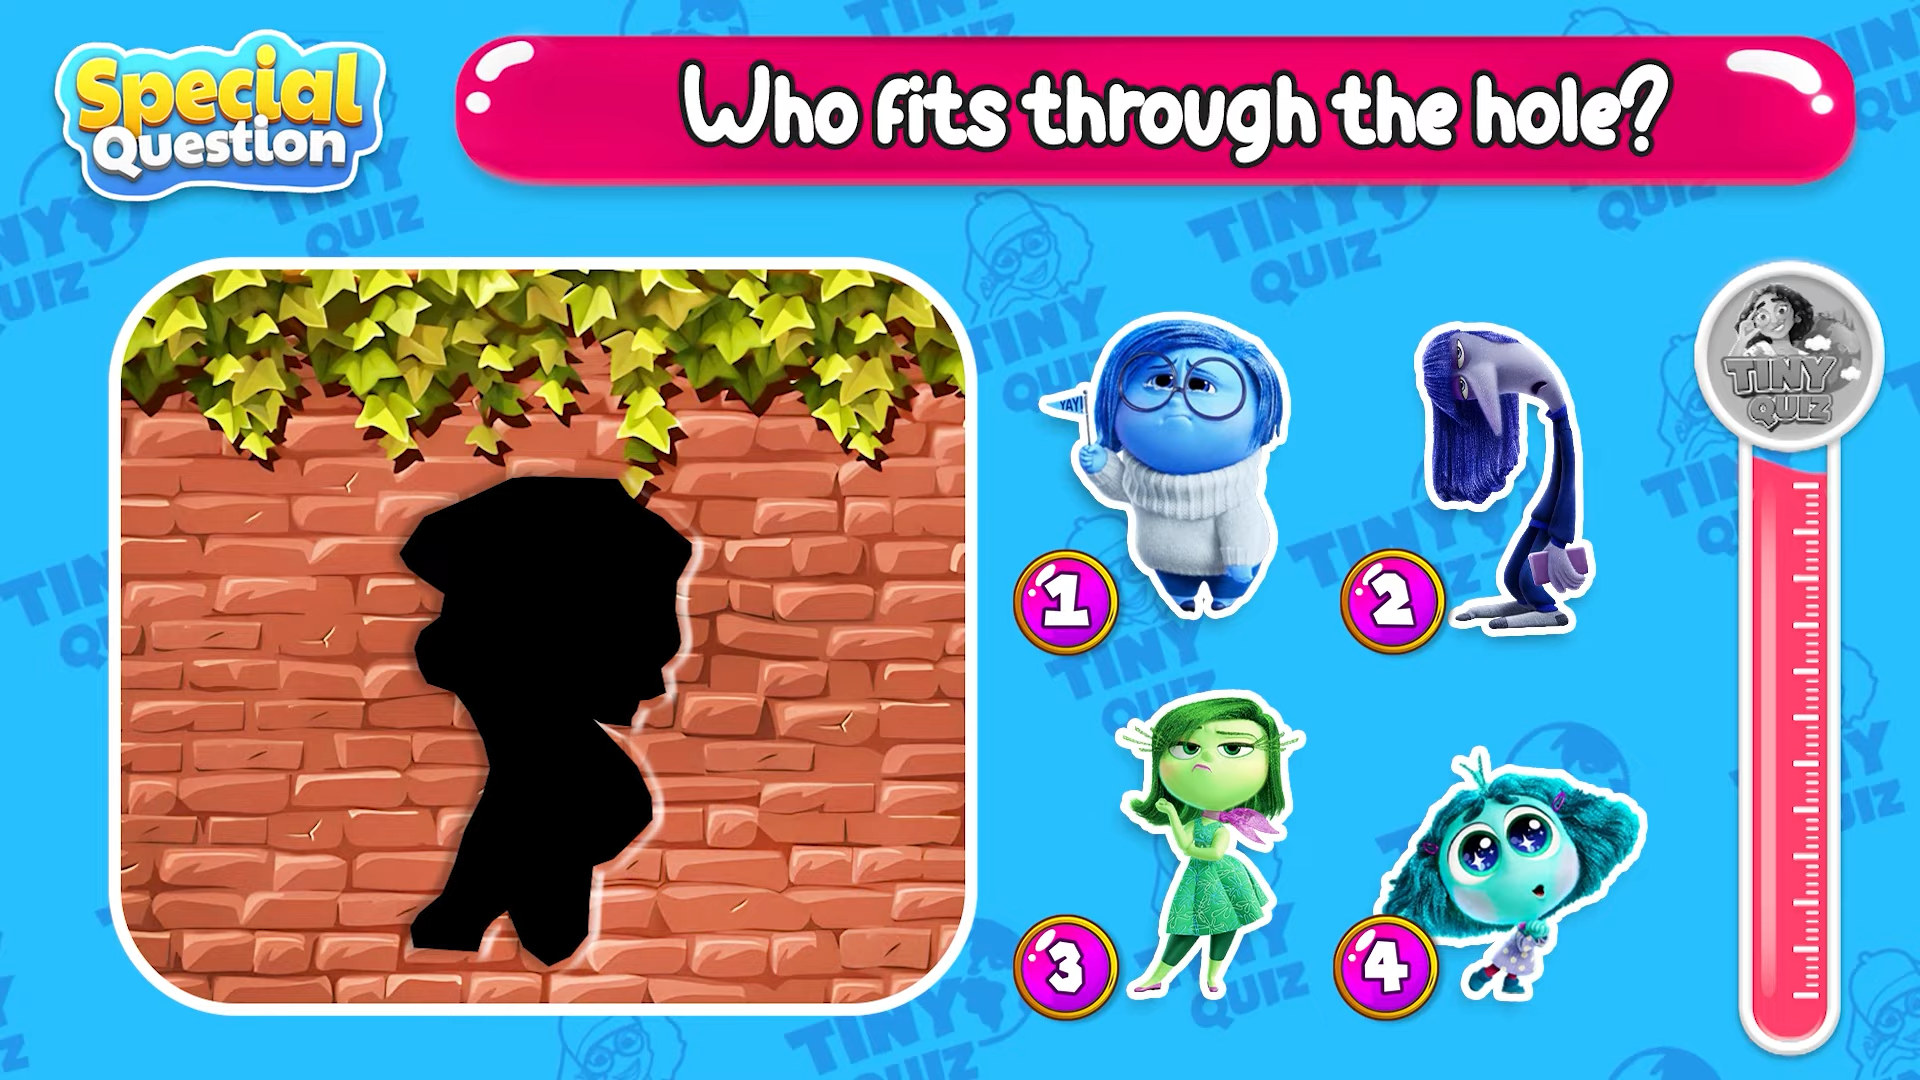 Special
Question
Who fits through the hole?
YAY!
1
2
3
4
TINY
QUIZ